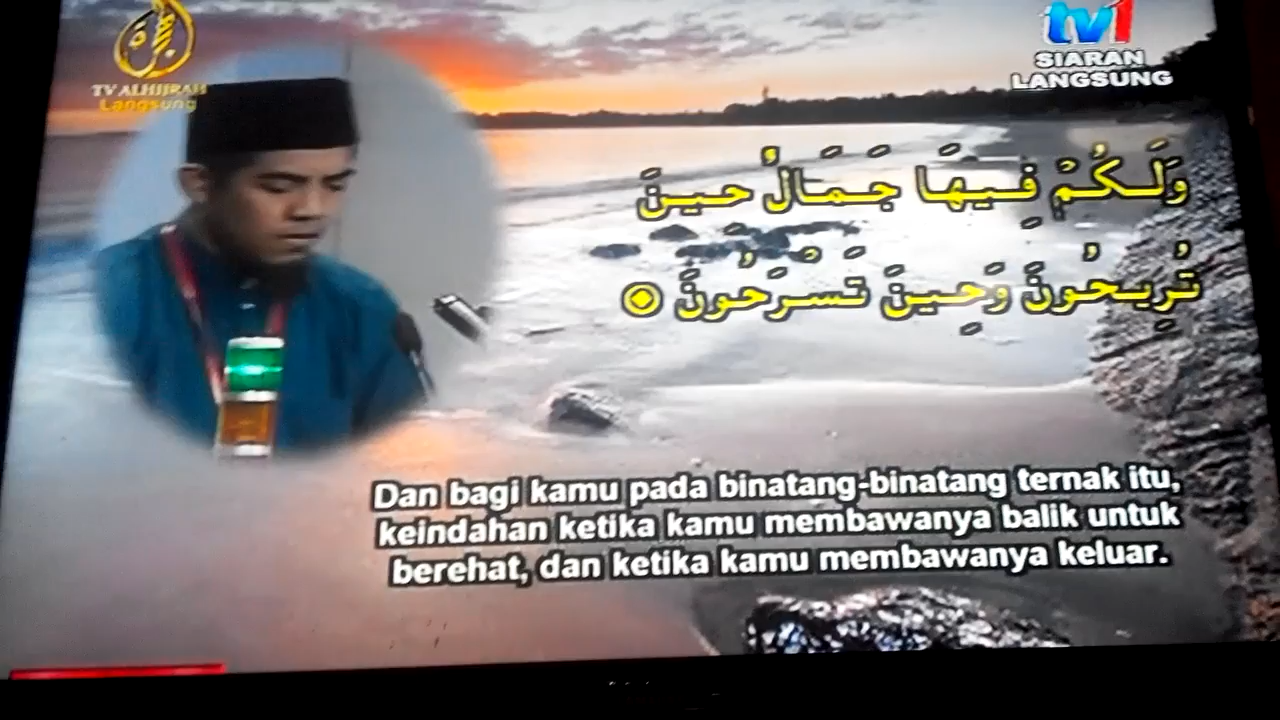 TV ALHIJRAH
Langsung
tv1
SIARAN
LANGSUNG
وَلَكُمْ فِيهَا جَمَالٌ حِينَ
تُرِيحُونَ وَحِينَ تَسْرَحُونَ
Dan bagi kamu pada binatang-binatang ternak itu,
keindahan ketika kamu membawanya balik untuk
berehat, dan ketika kamu membawanya keluar.